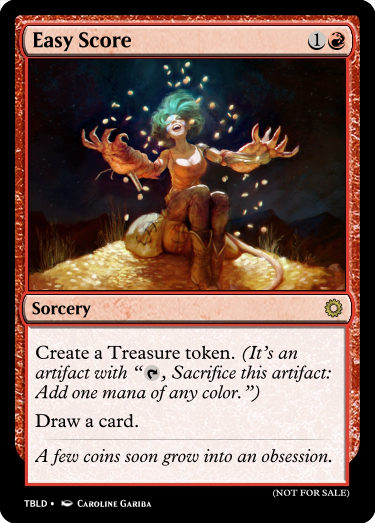 Easy Score 1
Sorcery
Create a Treasure token. (It's an
artifact with “, Sacrifice this artifact:
Add one mana of any color.”)
Draw a card.
A few coins soon grow into an obsession.
(NOT FOR SALE)
TBLD • Caroline Gariba